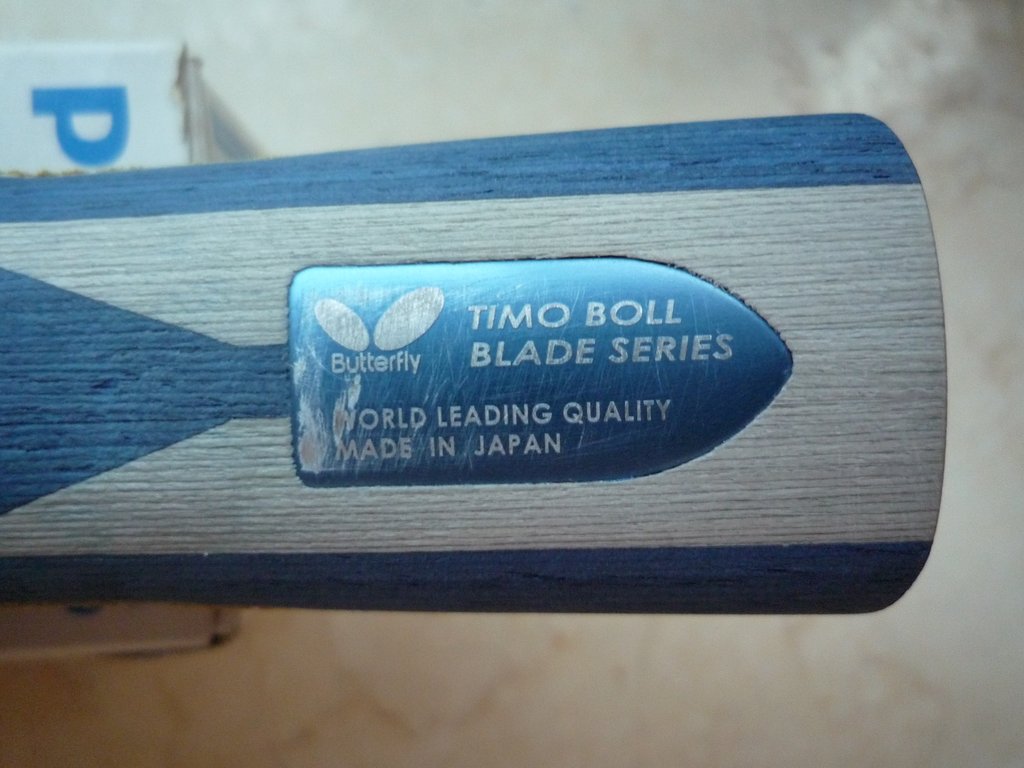 P
Butterfly
TIMO BOLL
BLADE SERIES
WORLD LEADING QUALITY
MADE IN JAPAN